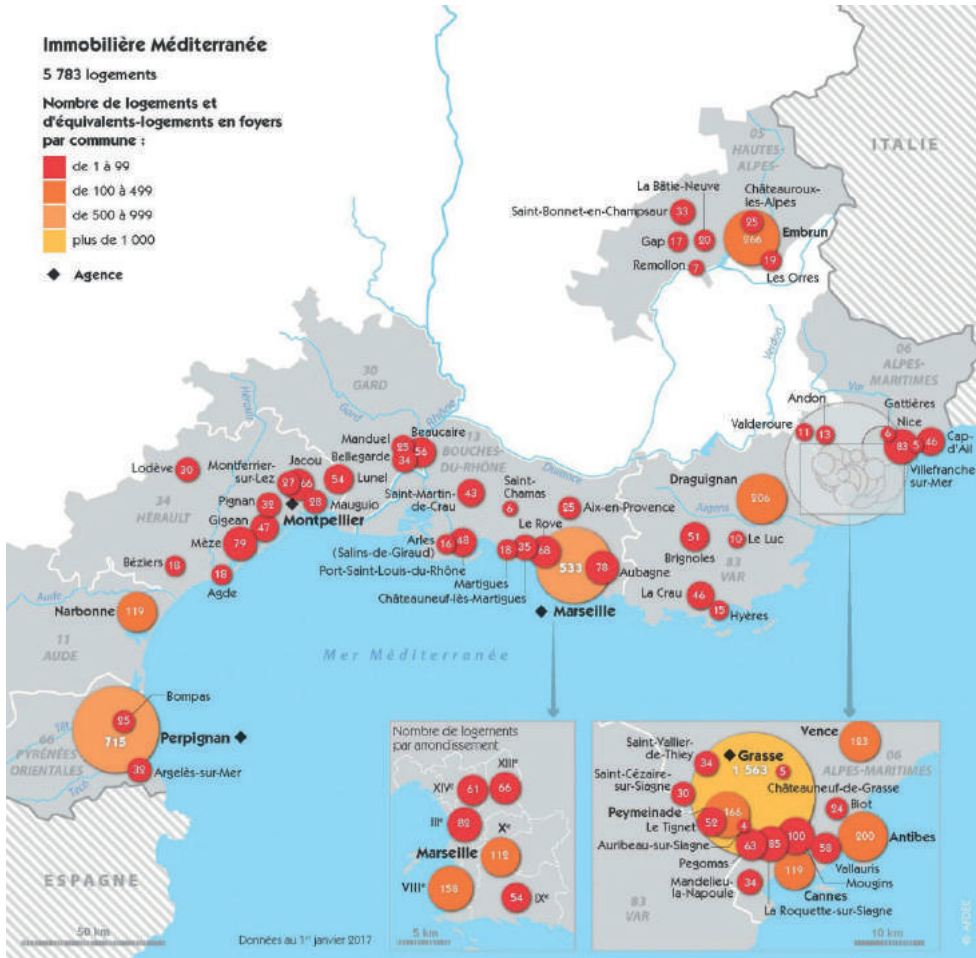 Immobilière Méditerranée
5 783 logements
Nombre de logements et
d'équivalents-logements en foyers
par commune :
de 1 à 99
de 100 à 499
de 500 à 999
plus de 1 000
Agence
ITALIE
05
HAUTES-
ALPES-
La Bâtie-Neuve
Châteauroux-
les-Alpes
Saint-Bonnet-en-Champsaur
33
25
Embrun
266
Gap
17
20
Remollon
7
19
Les Orres
Verdon
06
ALPES-
MARITIMES
Var
30
GARD
Gard
Rhône
Hérault
Durance
13
BOUCHES-
DU-RHÔNE
Andon
Gattières
Valderoure
11
13
6
Nice
83
5
46
Cap-
d'Ail
Villefranche-
sur-Mer
Manduel
Beaucaire
25
56
Bellegarde
34
Lodève
30
Montferrier-
sur-Lez
Jacou
27
66
54
Lunel
34
HÉRAULT
Pignan
32
28
Mauguio
Montpellier
Gigean
47
Mèze
79
Béziers
18
18
Agde
Saint-Martin-
de-Crau
43
Saint-
Chamas
6
25
Aix-en-Provence
Arles
(Salins-de-Giraud)
16
48
Port-Saint-Louis-du-Rhône
Le Rove
18
35
68
533
78
Aubagne
Martigues
Châteauneuf-lès-Martigues
Marseille
Draguignan
206
Argens
Brignoles
51
10
Le Luc
83
VAR
La Crau
46
15
Hyères
Aude
Narbonne
119
11
AUDE
Mer Méditerranée
Bompas
25
715
Perpignan
Têt
66
PYRÉNÉES
ORIENTALES
32
Argelès-sur-Mer
Tech
ESPAGNE
50 km
Données au 1er janvier 2017
Nombre de logements
par arrondissement
XIIIe
XIVe
61
66
IIIe
82
Xe
Marseille
112
VIIIe
158
54
IXe
5 km
Vence
123
Saint-Vallier-
de-Thiey
34
Grasse
1 563
5
06
ALPES-MARITIMES
Saint-Cézaire-
sur-Siagne
30
Châteauneuf-de-Grasse
24
Biot
Peymeinade
166
Le Tignet
52
4
200
Antibes
Auribeau-sur-Siagne
63
85
100
58
Vallauris
Pegomas
Mougins
Mandelieu-
la-Napoule
34
119
Cannes
La Roquette-sur-Siagne
83
VAR
10 km